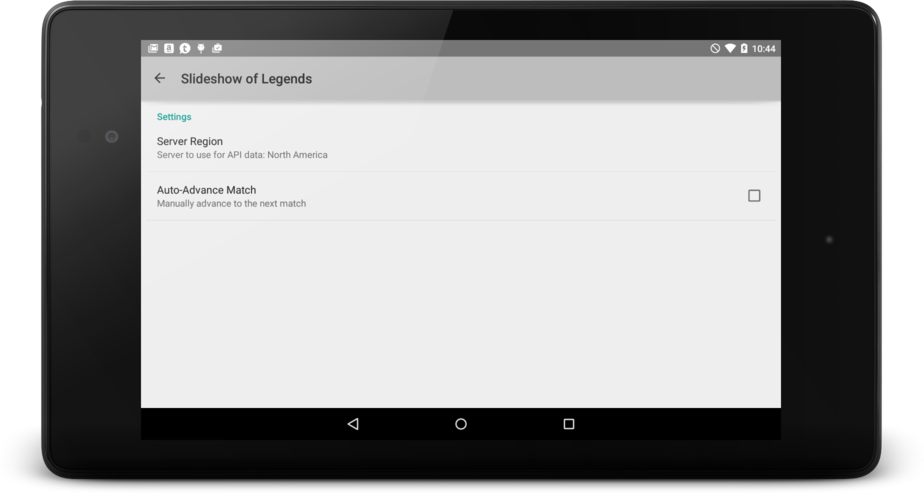 10:44
Slideshow of Legends
Settings
Server Region
Server to use for API data: North America
Auto-Advance Match
Manually advance to the next match